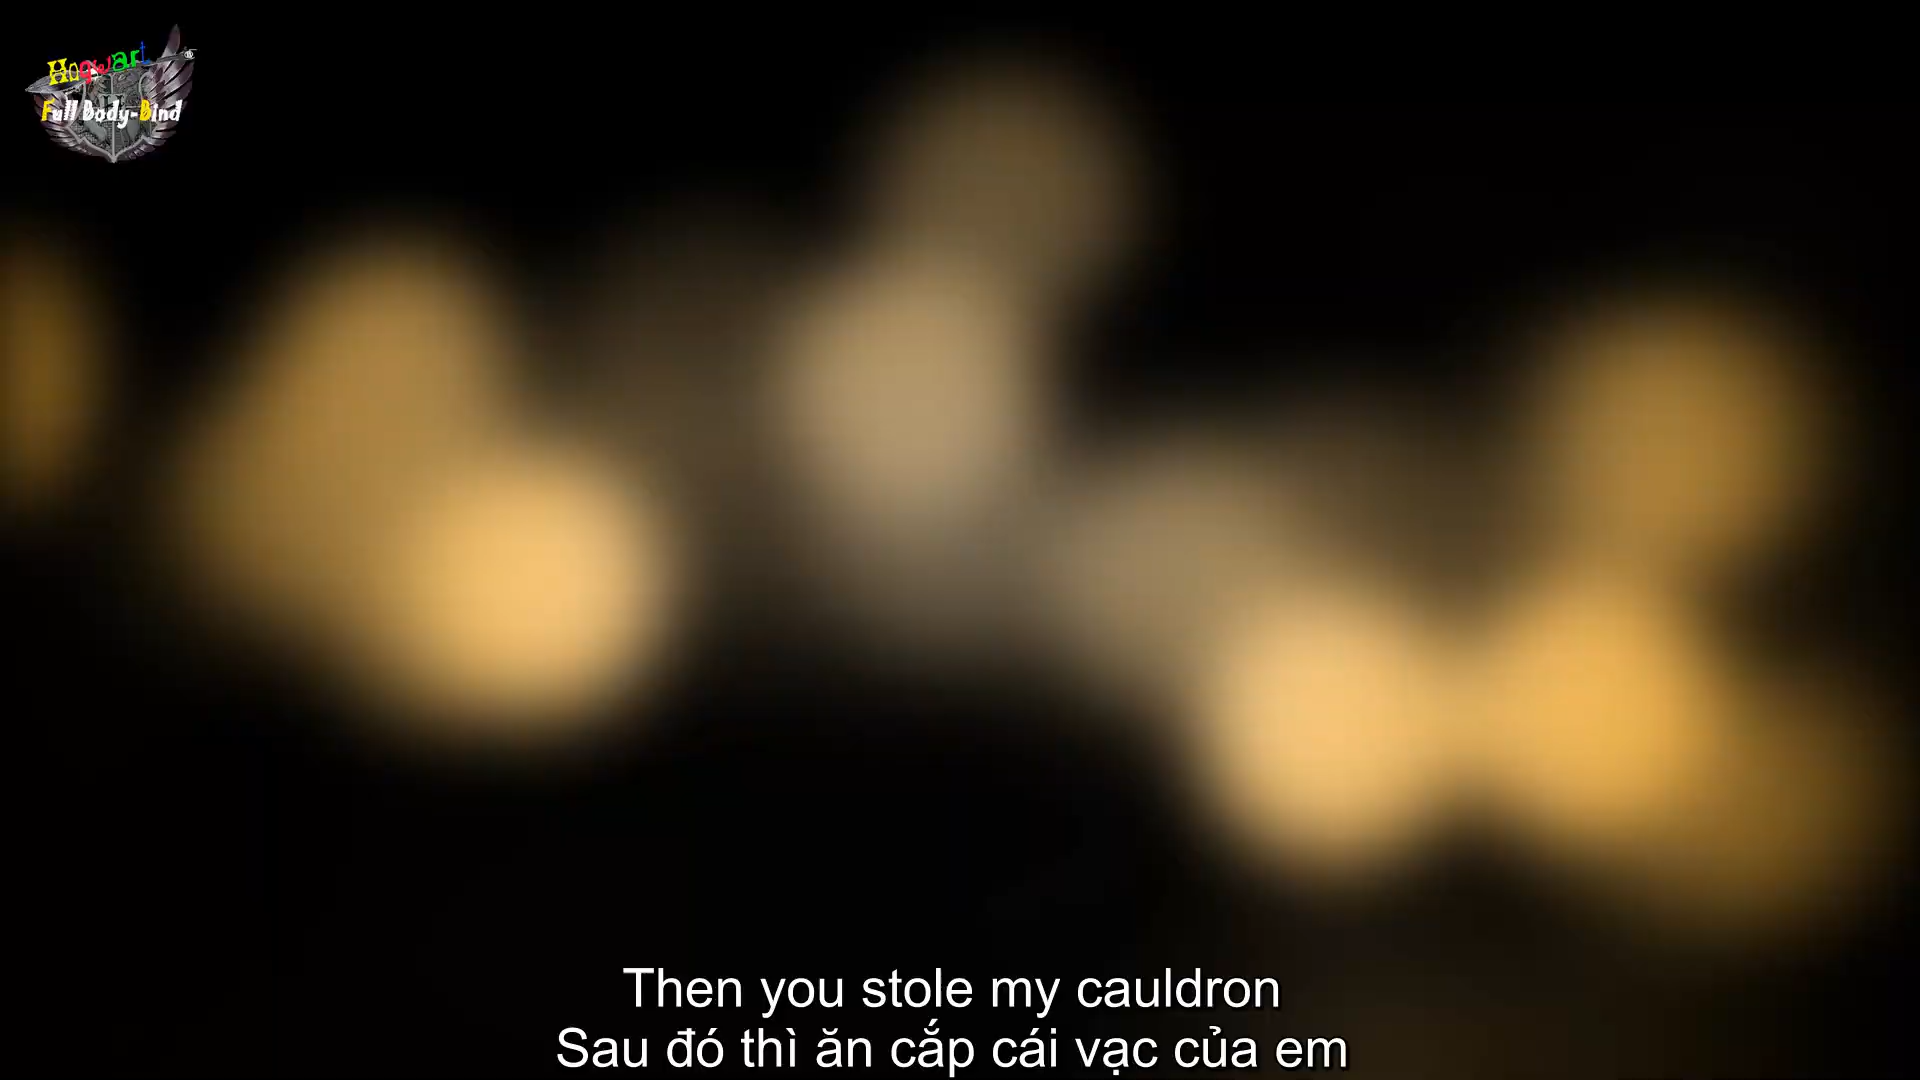 Hogwart
Full Body-Bind
Then you stole my cauldron
Sau đó thì ăn cắp cái vạc của em